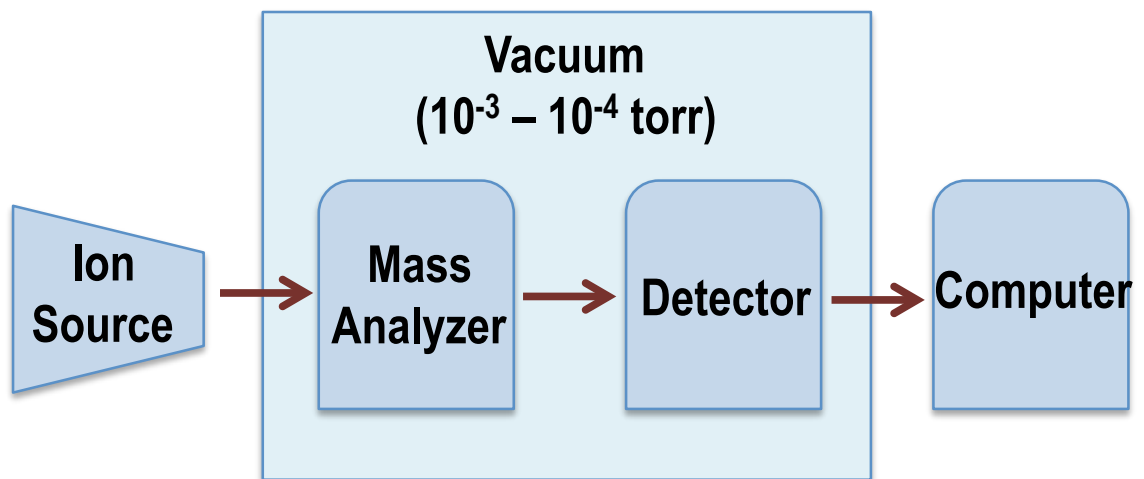 Vacuum
(10⁻³ – 10⁻⁴ torr)
Ion
Source
Mass
Analyzer
Detector
Computer